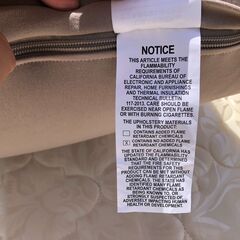 NOTICE
THIS ARTICLE MEETS THE
FLAMMABILITY
REQUIREMENTS OF
CALIFORNIA BUREAU OF
ELECTRONIC AND APPLIANCE
REPAIR, HOME FURNISHINGS
AND THERMAL INSULATION
TECHNICAL BULLETIN
117-2013. CARE SHOULD BE
EXERCISED NEAR OPEN FLAME OR
WITH BURNING CIGARETTES.
THE UPHOLSTERY MATERIALS
IN THIS PRODUCT:
CONTAINS ADDED FLAME
RETARDANT CHEMICALS
CONTAINS NO ADDED FLAME
RETARDANT CHEMICALS
THE STATE OF CALIFORNIA HAS
UPDATED THE FLAMMABILITY
STANDARD AND DETERMINED
THAT THE FIRE SAFETY
REQUIREMENTS FOR THIS
PRODUCT CAN BE MET WITHOUT
ADDING FLAME RETARDANT
CHEMICALS. THE STATE HAS
IDENTIFIED MANY FLAME
RETARDANT CHEMICALS AS
BEING KNOWN TO, OR
STRONGLY SUSPECTED OF,
ADVERSELY IMPACTING HUMAN
HEALTH OR DEVELOPMENT.